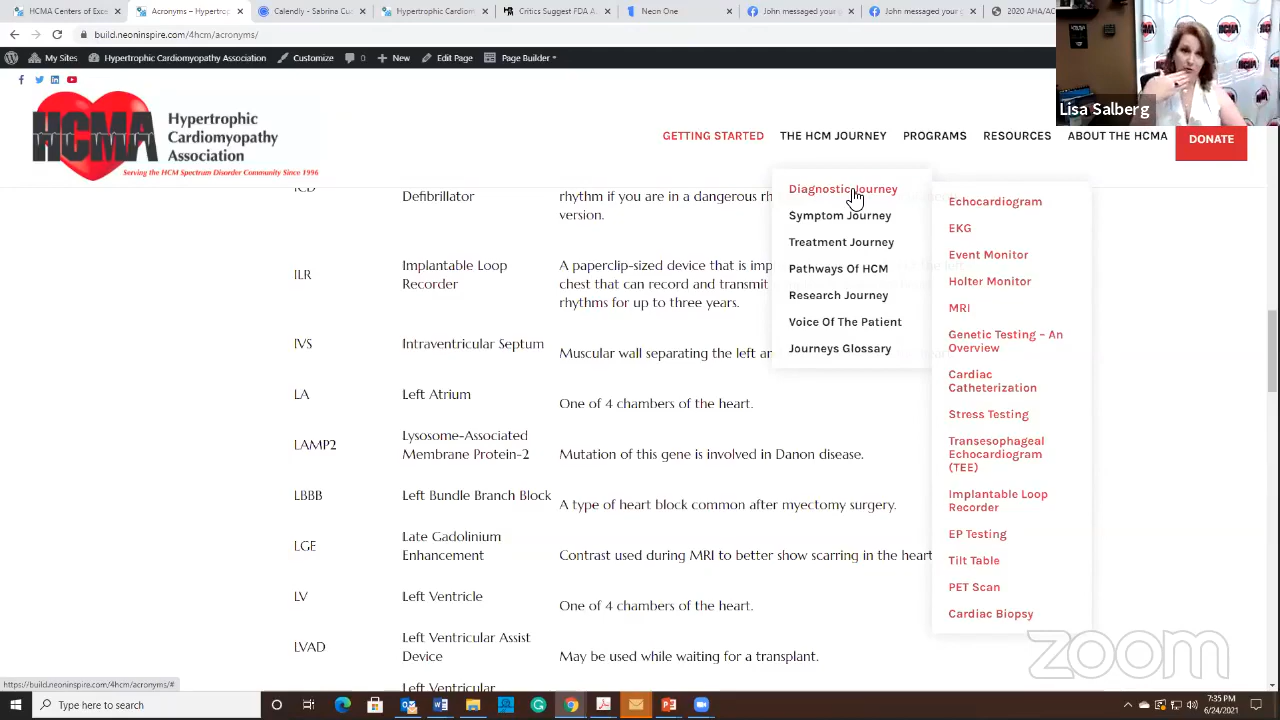 Hypertrophic Cardiomyop
HCMA
Critics Suggest FDA A
Calendly - Sabrina Cu
Neon One
John messaged your
John messaged your
2020 AHA/AC
build.neoninspire.com/4hcm/acronyms/
My Sites
Hypertrophic Cardiomyopathy Association
Customize
0
New
Edit Page
Page Builder
Lisa Salberg
HCMA
Hypertrophic
Cardiomyopathy
Association
Serving the HCM Spectrum Disorder Community Since 1996
GETTING STARTED
THE HCM JOURNEY
PROGRAMS
RESOURCES
ABOUT THE HCMA
DONATE
Diagnostic Journey
Symptom Journey
Treatment Journey
Pathways Of HCM
Research Journey
Voice Of The Patient
Journeys Glossary
Echocardiogram
EKG
Event Monitor
Holter Monitor
MRI
Genetic Testing – An
Overview
Cardiac
Catheterization
Stress Testing
Transesophageal
Echocardiogram
(TEE)
Implantable Loop
Recorder
EP Testing
Tilt Table
PET Scan
Cardiac Biopsy
ICD Defibrillator rhythm if you are in a dangerous
version.
ILR Implantable Loop
Recorder
A paperclip-sized device that is
chest that can record and transmit
rhythms for up to three years.
IVS Intraventricular Septum Muscular wall separating the left
LA Left Atrium One of 4 chambers of the heart.
LAMP2 Lysosome-Associated
Membrane Protein-2 Mutation of this gene is involved in Danon disease.
LBBB Left Bundle Branch Block A type of heart block common after myectomy surgery.
LGE Late Gadolinium
Enhancement Contrast used during MRI to better show scarring in the heart
LV Left Ventricle One of 4 chambers of the heart.
LVAD Left Ventricular Assist
Device May be used while waiting for a transplant.
Left Ventricular
zoom
https://build.neoninspire.com/4hcm/acronyms/#
Type here to search
7:35 PM
6/24/2021